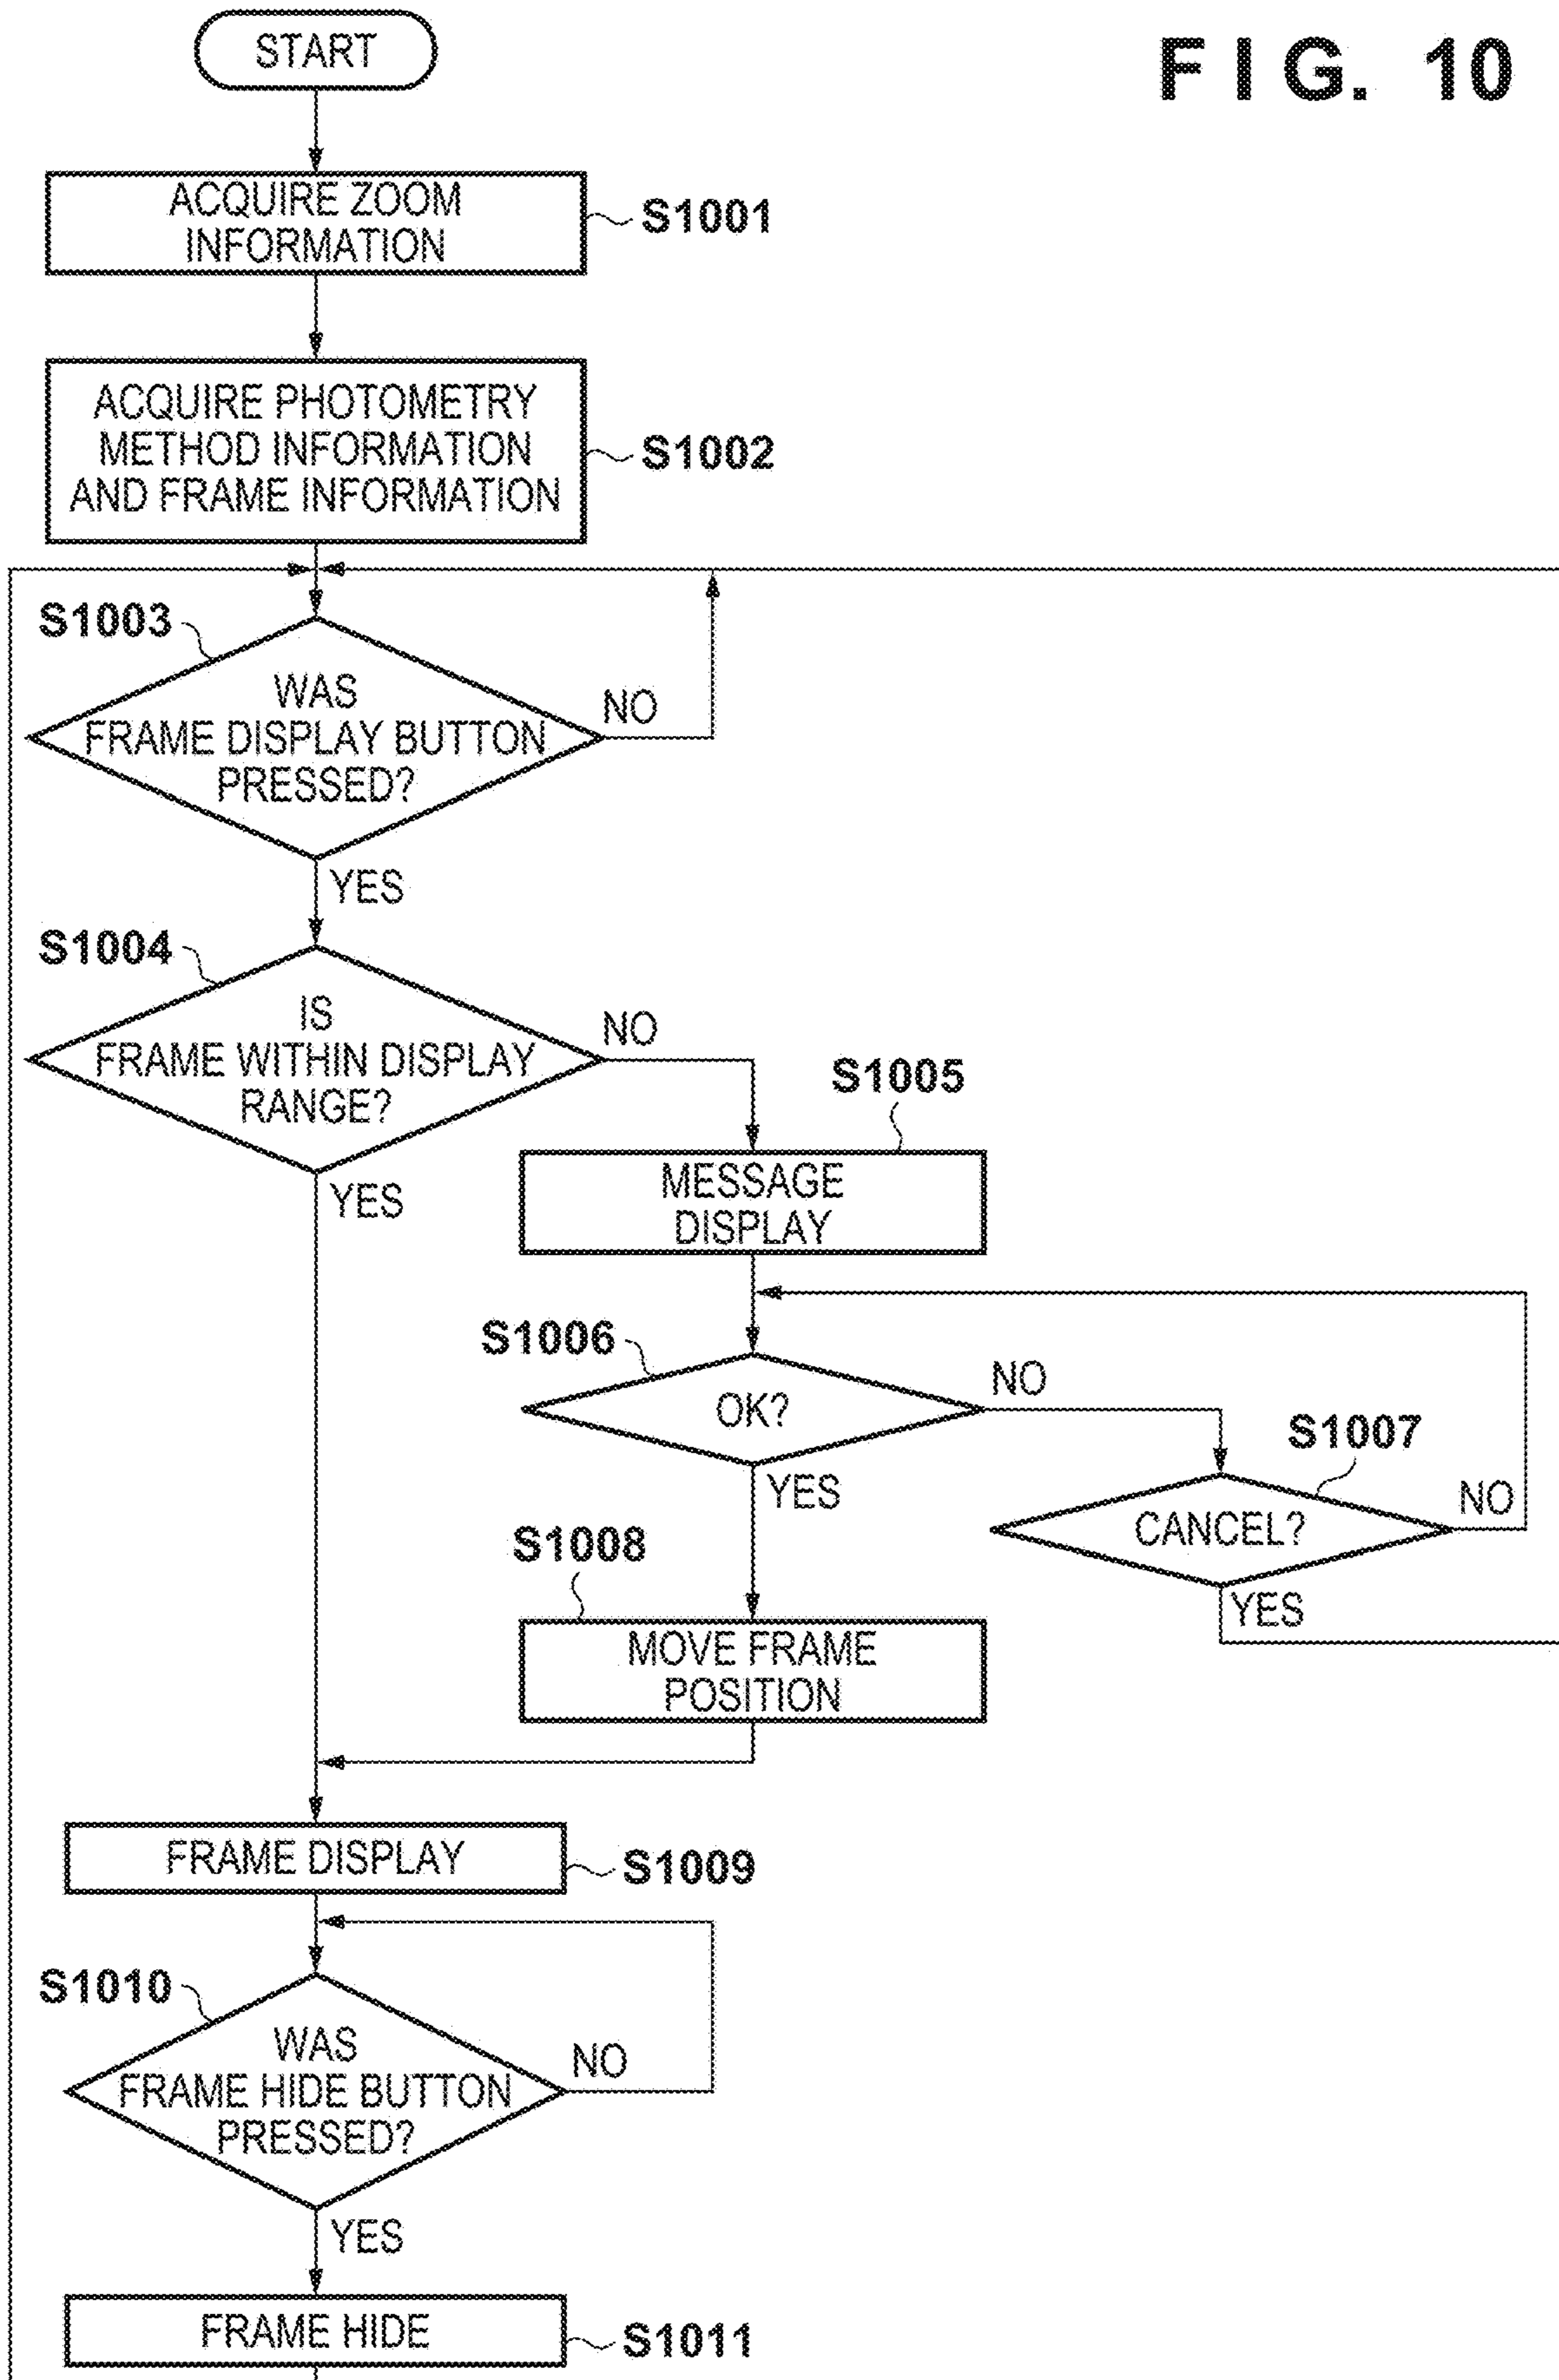 FIG. 10
START
ACQUIRE ZOOM
INFORMATION
S1001
ACQUIRE PHOTOMETRY
METHOD INFORMATION
AND FRAME INFORMATION
S1002
S1003
WAS
FRAME DISPLAY BUTTON
PRESSED?
NO
YES
S1004
IS
FRAME WITHIN DISPLAY
RANGE?
NO
YES
S1005
MESSAGE
DISPLAY
S1006
OK?
NO
YES
S1007
CANCEL?
NO
YES
S1008
MOVE FRAME
POSITION
FRAME DISPLAY
S1009
S1010
WAS
FRAME HIDE BUTTON
PRESSED?
NO
YES
FRAME HIDE
S1011